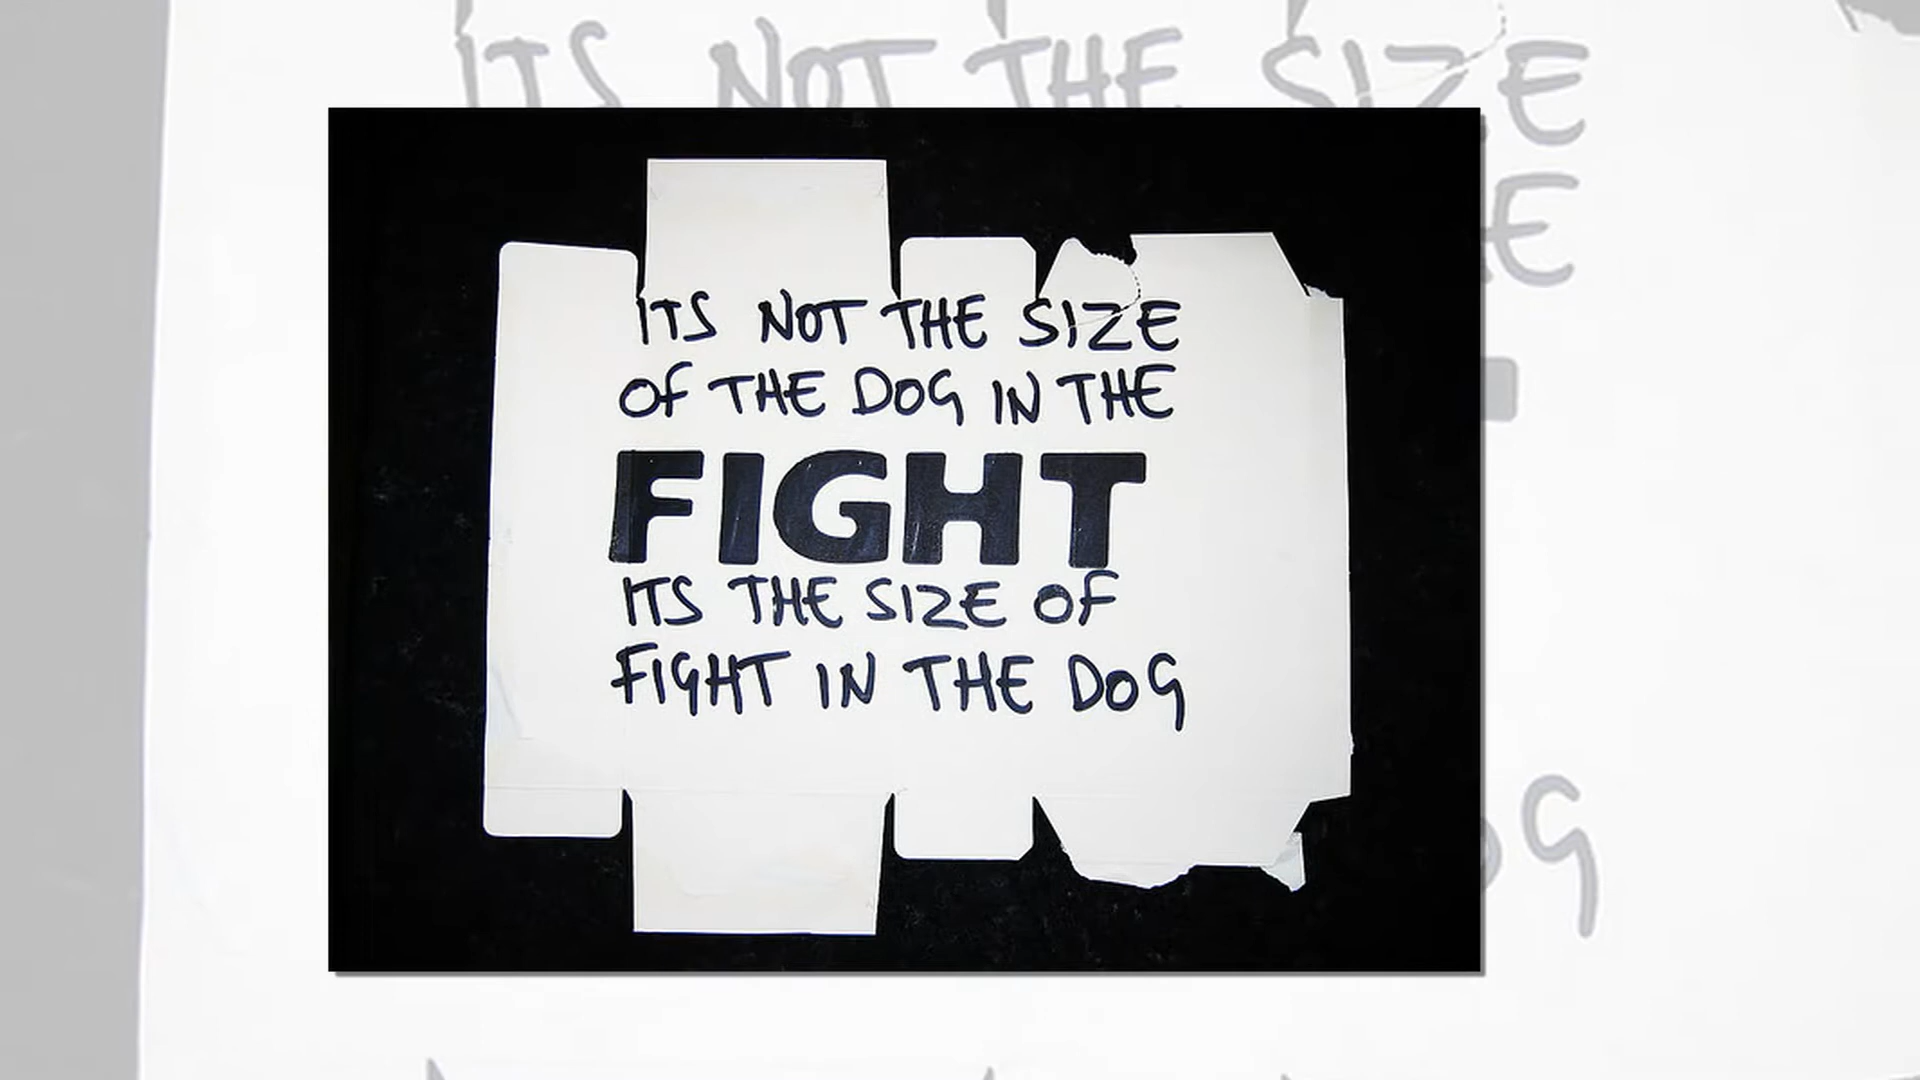 ITS NOT THE SIZE
OF THE DOG IN THE
FIGHT
ITS THE SIZE OF
FIGHT IN THE DOG